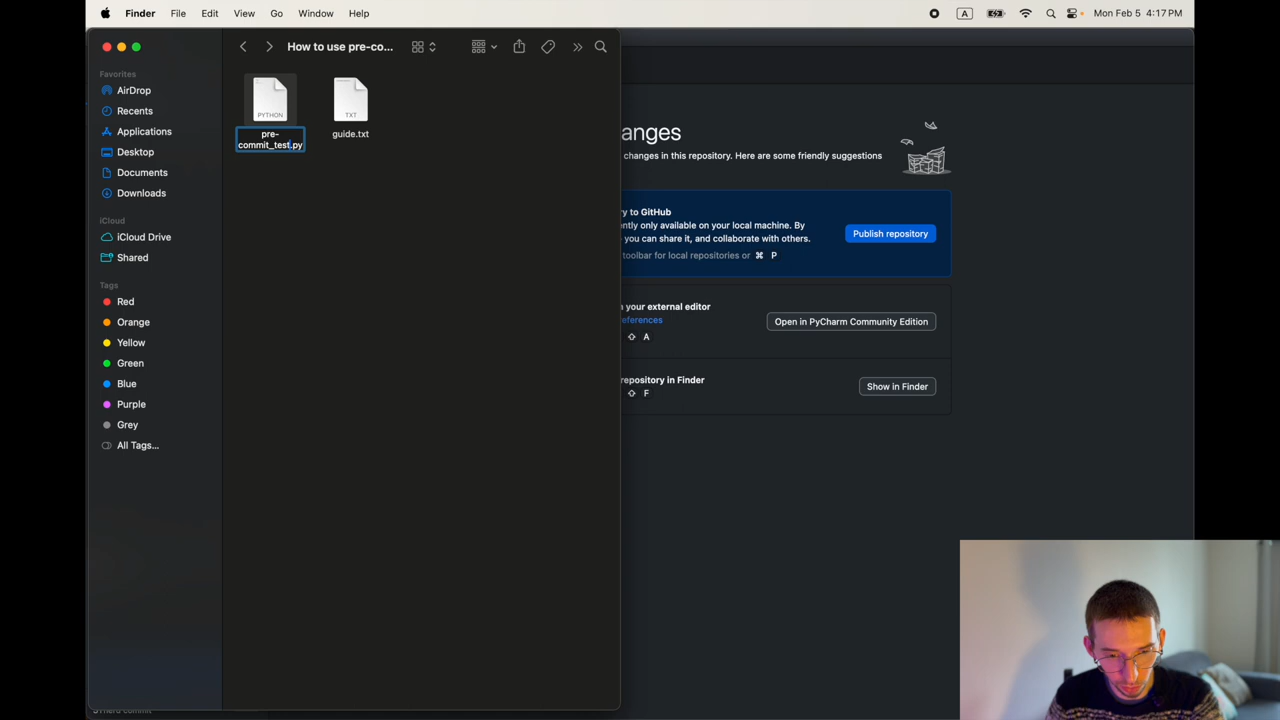 Finder File Edit View Go Window Help
A
Mon Feb 5 4:17 PM
How to use pre-co...
Favorites
AirDrop
Recents
Applications
Desktop
Documents
Downloads
iCloud
iCloud Drive
Shared
Tags
Red
Orange
Yellow
Green
Blue
Purple
Grey
All Tags...
PYTHON
pre-
commit_test.py
TXT
guide.txt
anges
changes in this repository. Here are some friendly suggestions
ry to GitHub
ently only available on your local machine. By
you can share it, and collaborate with others.
toolbar for local repositories or ⌘ P
Publish repository
n your external editor
references
⇧ A
Open in PyCharm Community Edition
repository in Finder
⇧ F
Show in Finder
commit